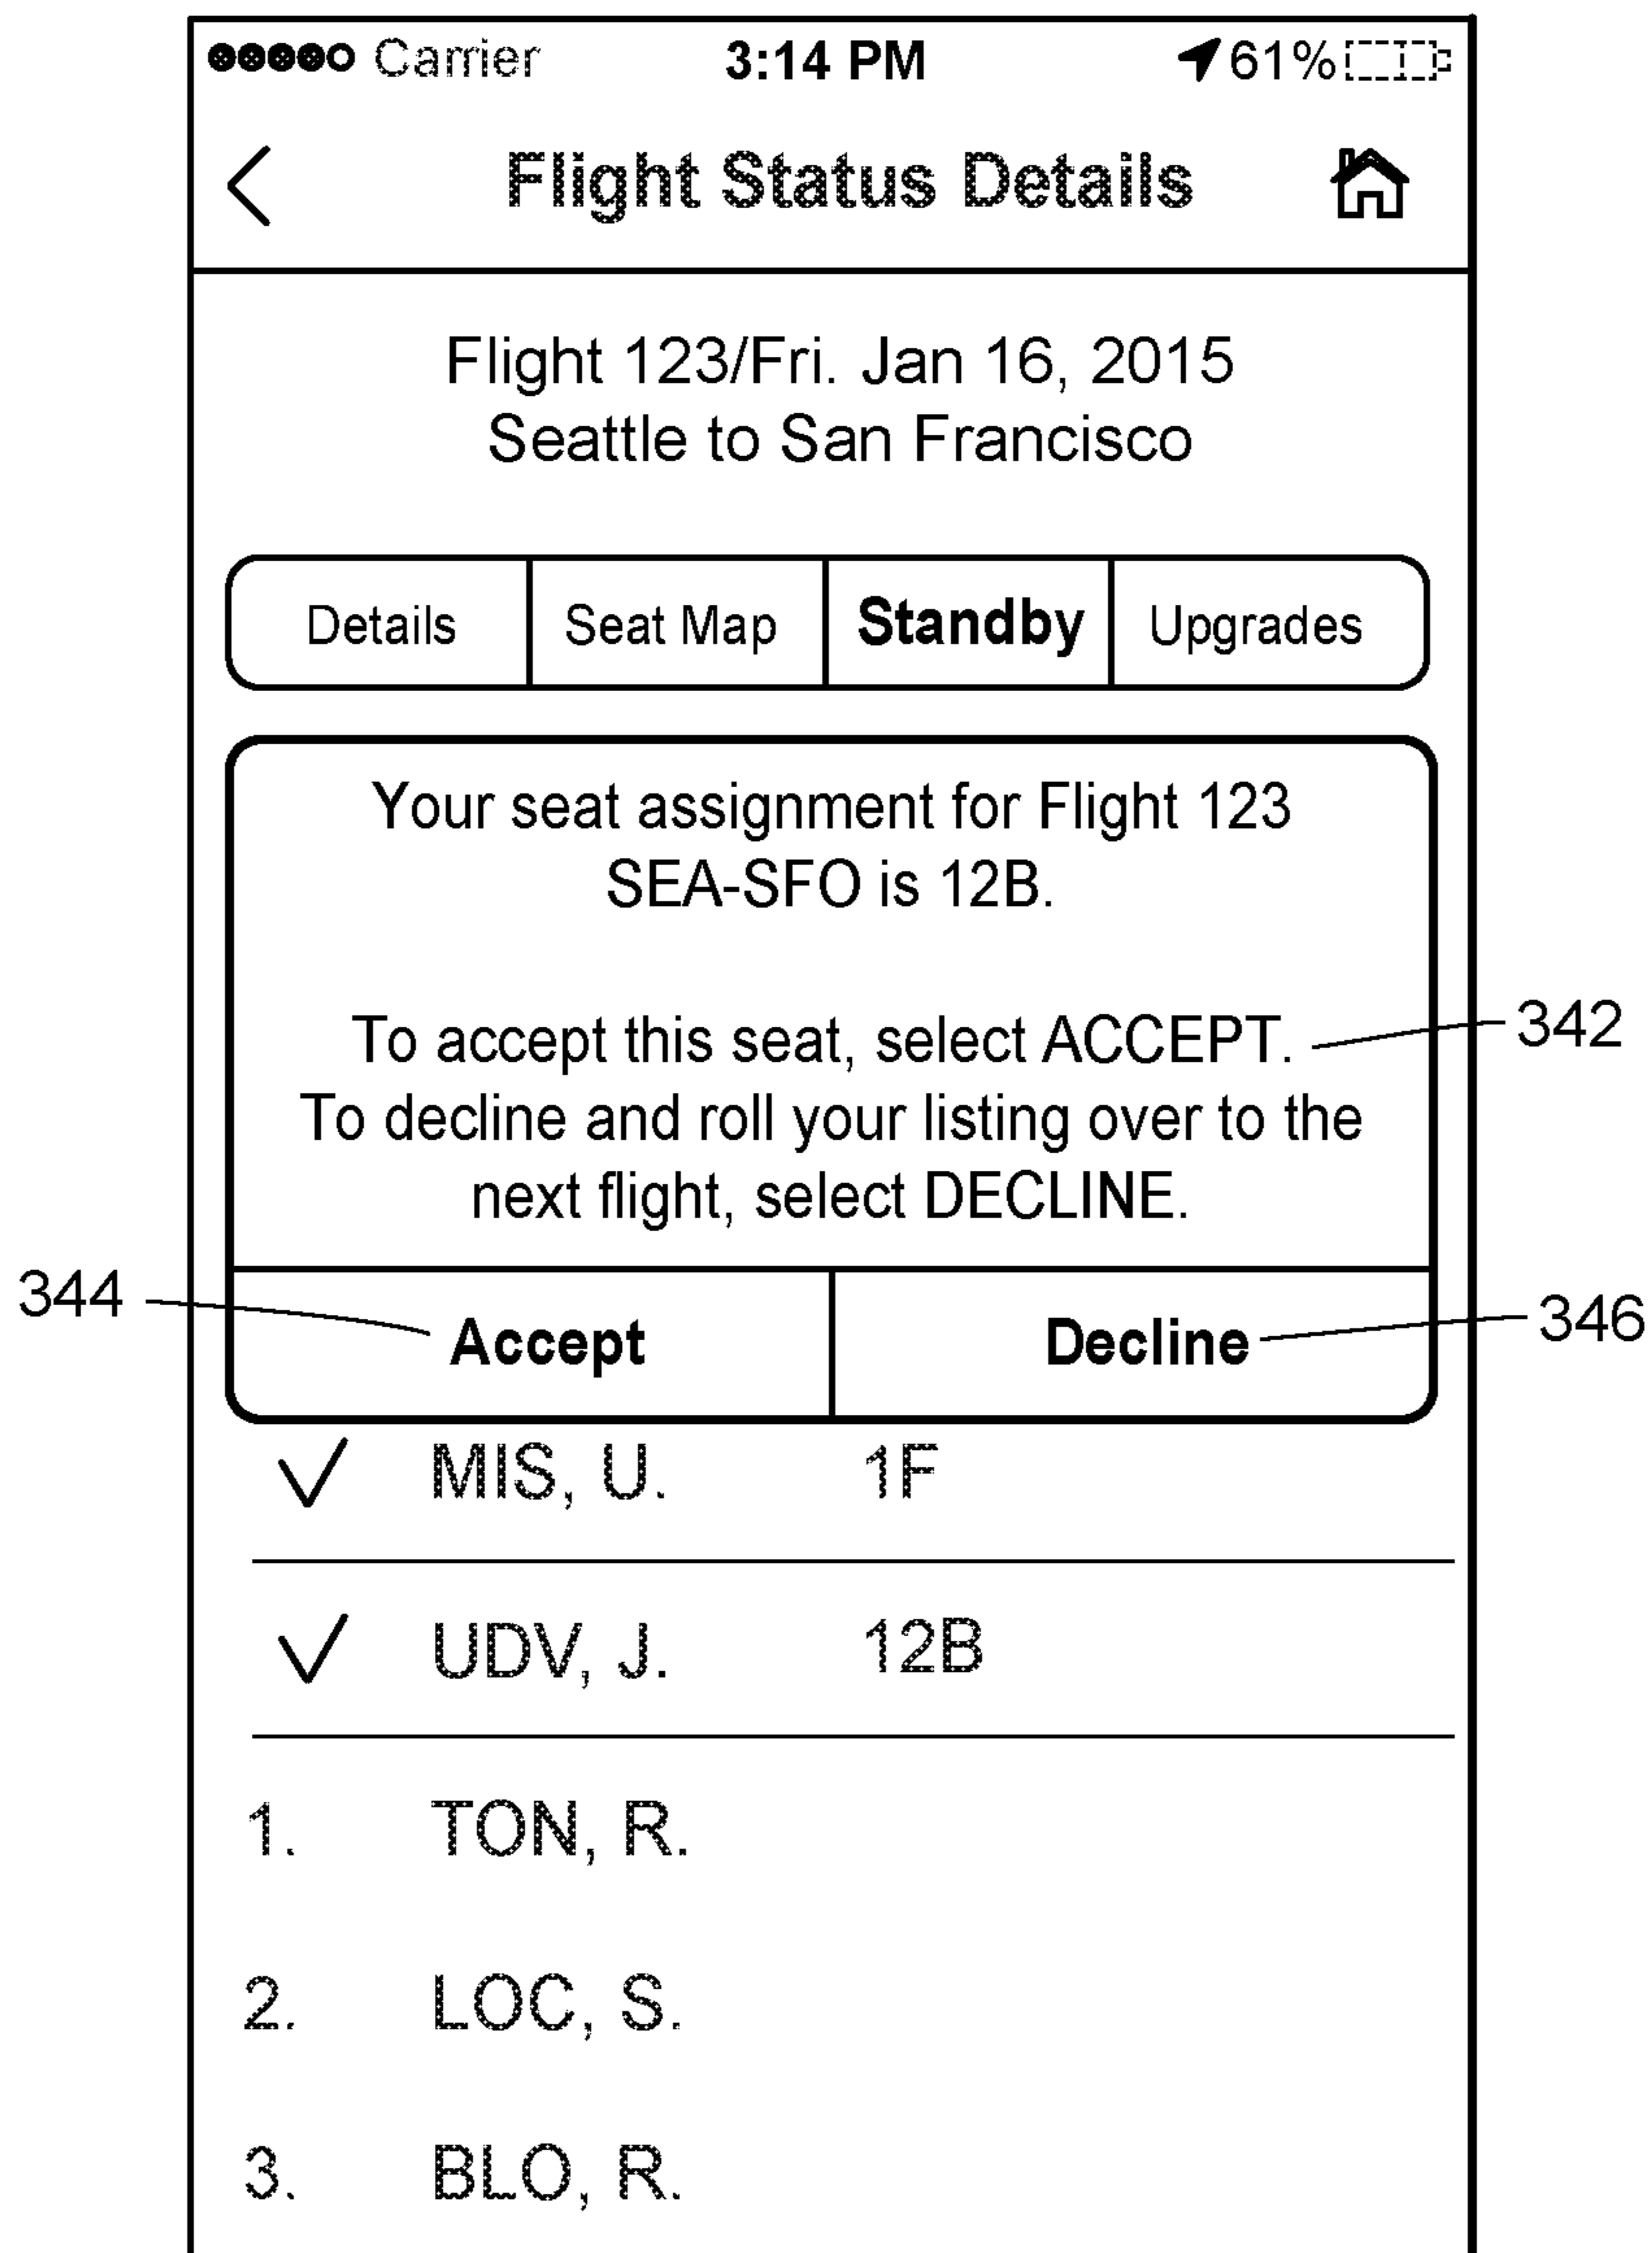 Carrier 3:14 PM 61%
Flight Status Details
Flight 123/Fri. Jan 16, 2015
Seattle to San Francisco
Details Seat Map Standby Upgrades
Your seat assignment for Flight 123
SEA-SFO is 12B.
To accept this seat, select ACCEPT.
342
To decline and roll your listing over to the
next flight, select DECLINE.
344
Accept Decline
346
MIS, U. 1F
UDV, J. 12B
1. TON, R.
2. LOC, S.
3. BLO, R.